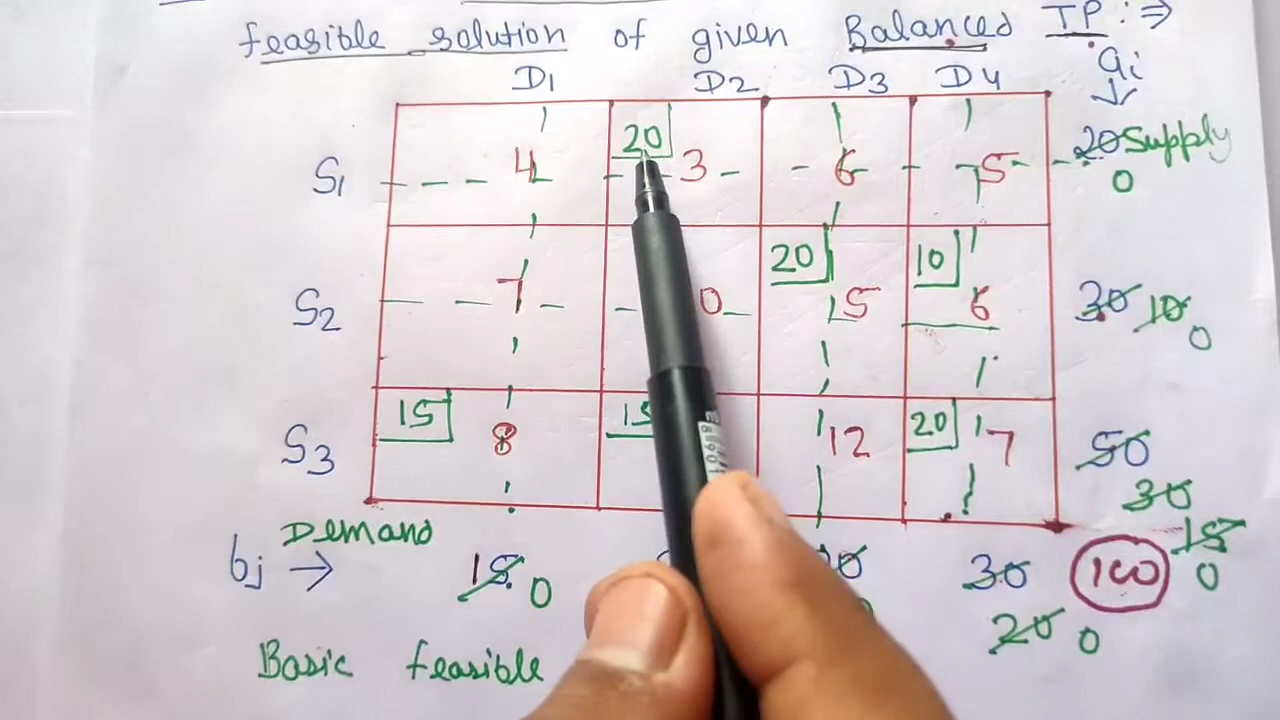 feasible solution of given Balanced TP :⇒
D1 D2 D3 D4 ai ↓
S1 4 20 3 6 5 20 Supply 0
S2 7 0 20 5 10 6 30 10 0
S3 15 8 15 12 20 7 50 30 15 0
Demand
bj → 15 0 30 20 0 100
Basic feasible